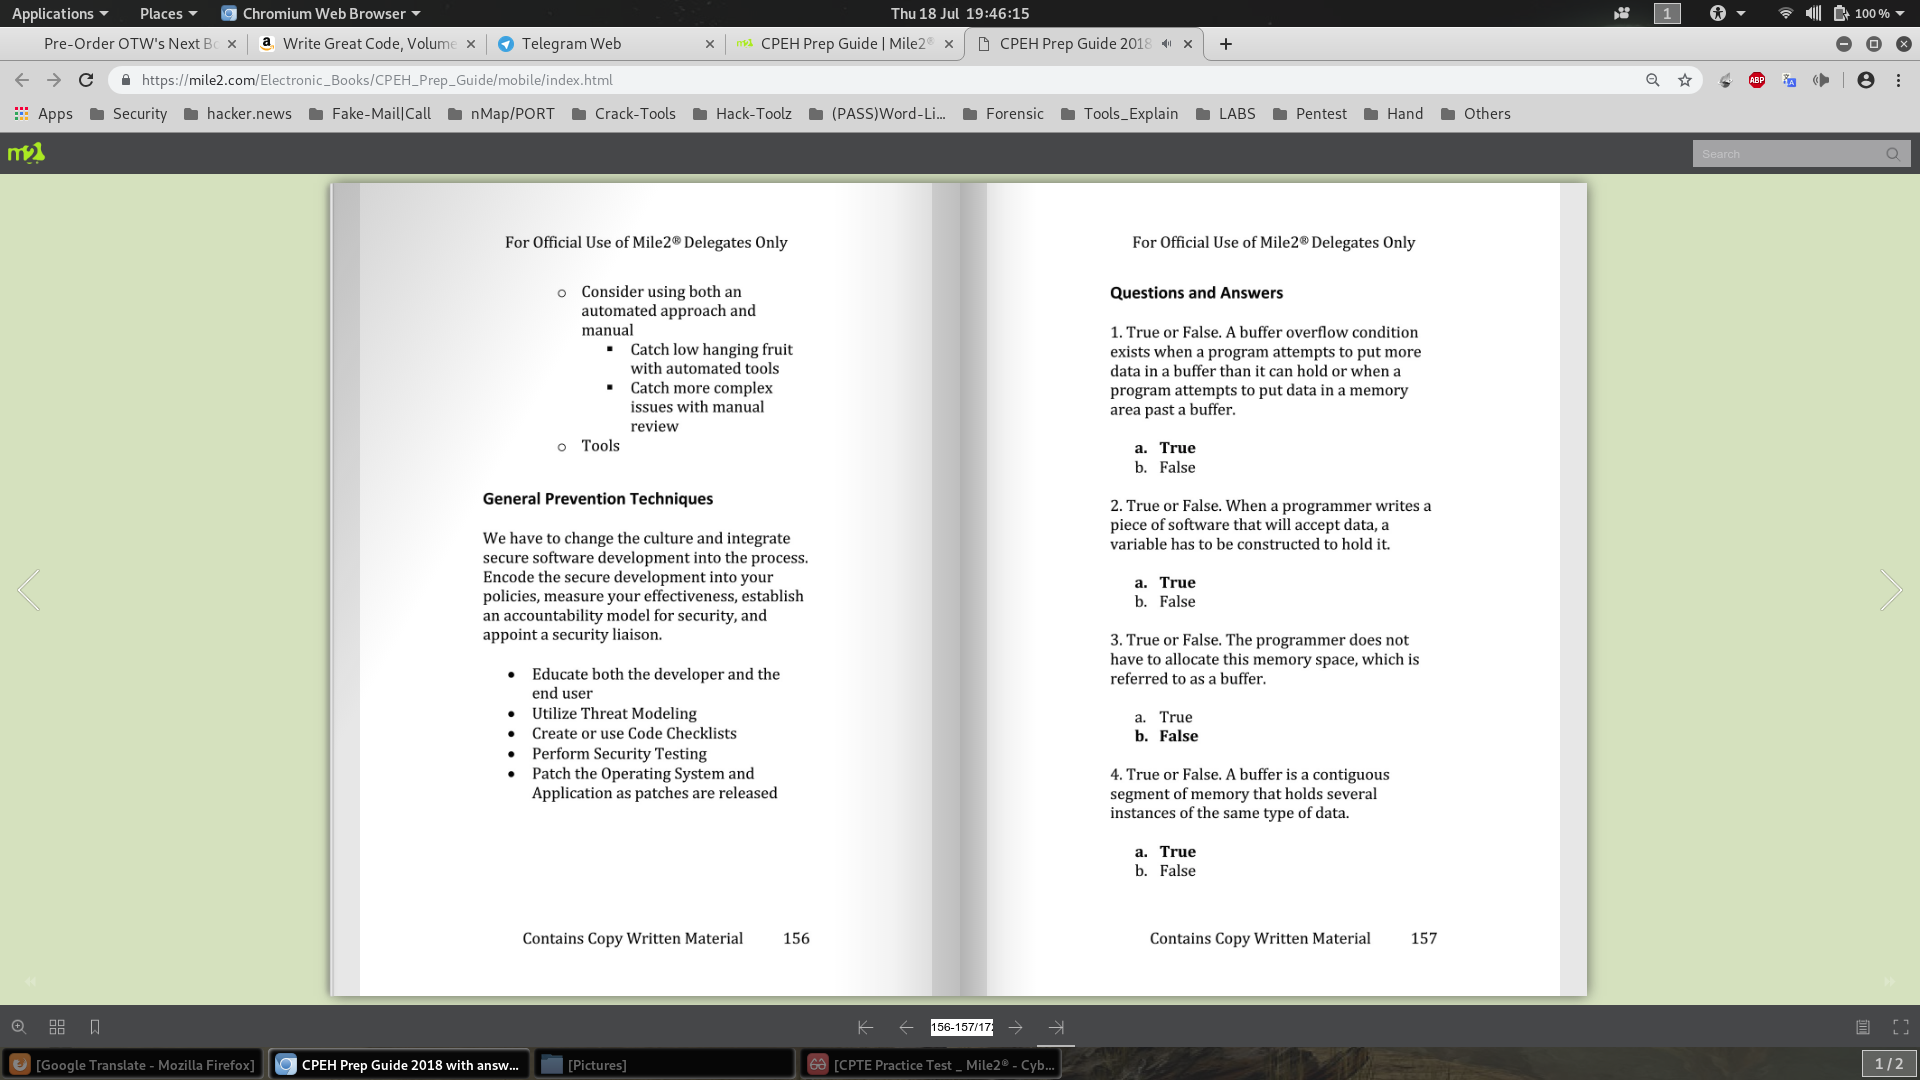 Applications
Places
Chromium Web Browser
Thu 18 Jul 19:46:15
1
100 %
Pre-Order OTW's Next Bo
Write Great Code, Volume
Telegram Web
CPEH Prep Guide | Mile2®
CPEH Prep Guide 2018
https://mile2.com/Electronic_Books/CPEH_Prep_Guide/mobile/index.html
ABP
Apps
Security
hacker.news
Fake-Mail|Call
nMap/PORT
Crack-Tools
Hack-Toolz
(PASS)Word-Li...
Forensic
Tools_Explain
LABS
Pentest
Hand
Others
m2
Search
For Official Use of Mile2® Delegates Only
o Consider using both an
automated approach and
manual
▪ Catch low hanging fruit
with automated tools
▪ Catch more complex
issues with manual
review
o Tools
General Prevention Techniques
We have to change the culture and integrate
secure software development into the process.
Encode the secure development into your
policies, measure your effectiveness, establish
an accountability model for security, and
appoint a security liaison.
• Educate both the developer and the
end user
• Utilize Threat Modeling
• Create or use Code Checklists
• Perform Security Testing
• Patch the Operating System and
Application as patches are released
Contains Copy Written Material 156
For Official Use of Mile2® Delegates Only
Questions and Answers
1. True or False. A buffer overflow condition
exists when a program attempts to put more
data in a buffer than it can hold or when a
program attempts to put data in a memory
area past a buffer.
a. True
b. False
2. True or False. When a programmer writes a
piece of software that will accept data, a
variable has to be constructed to hold it.
a. True
b. False
3. True or False. The programmer does not
have to allocate this memory space, which is
referred to as a buffer.
a. True
b. False
4. True or False. A buffer is a contiguous
segment of memory that holds several
instances of the same type of data.
a. True
b. False
Contains Copy Written Material 157
156-157/17
[Google Translate - Mozilla Firefox]
CPEH Prep Guide 2018 with answ...
[Pictures]
[CPTE Practice Test _ Mile2® - Cyb...
1 / 2